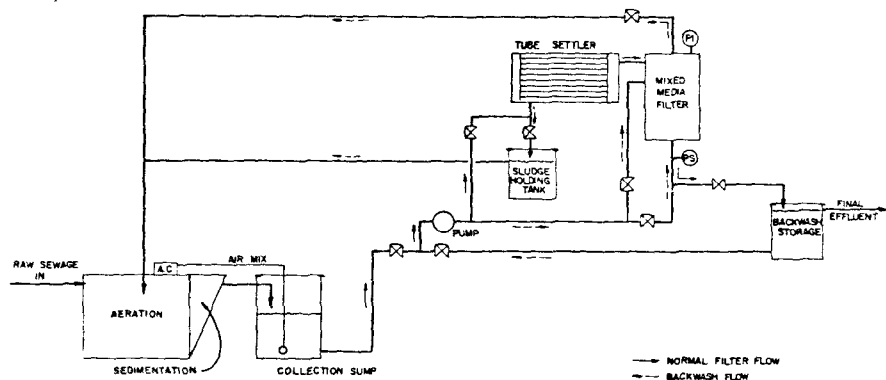 TUBE SETTLER
PI
MIXED
MEDIA
FILTER
PS
SLUDGE
HOLDING
TANK
FINAL
EFFLUENT
BACKWASH
STORAGE
PUMP
RAW SEWAGE
IN
A.C
AIR MIX
AERATION
SEDIMENTATION
COLLECTION SUMP
NORMAL FILTER FLOW
BACKWASH FLOW